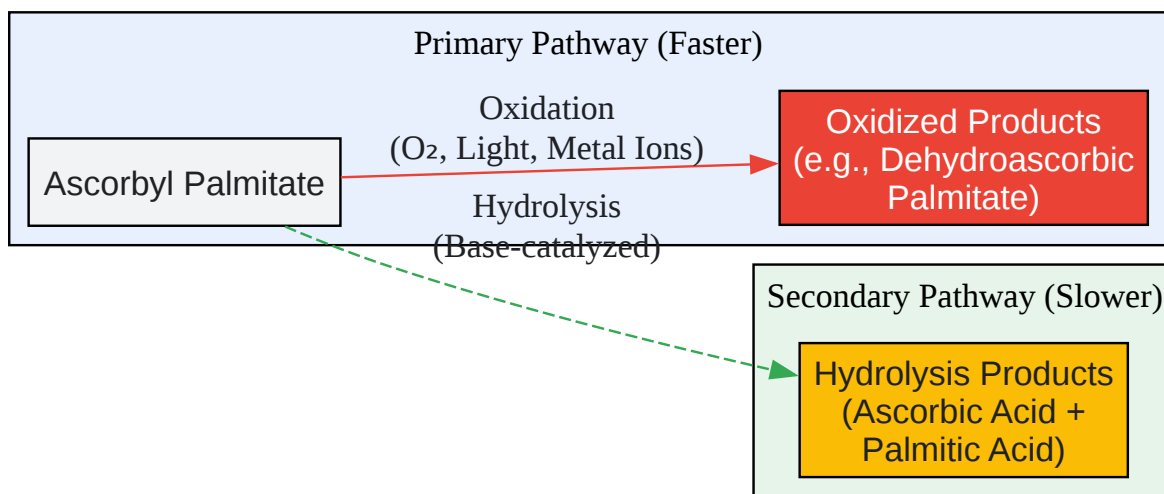 Primary Pathway (Faster)
Oxidation
(O₂, Light, Metal Ions)
Ascorbyl Palmitate
Oxidized Products
(e.g., Dehydroascorbic
Palmitate)
Hydrolysis
(Base-catalyzed)
Secondary Pathway (Slower)
Hydrolysis Products
(Ascorbic Acid +
Palmitic Acid)